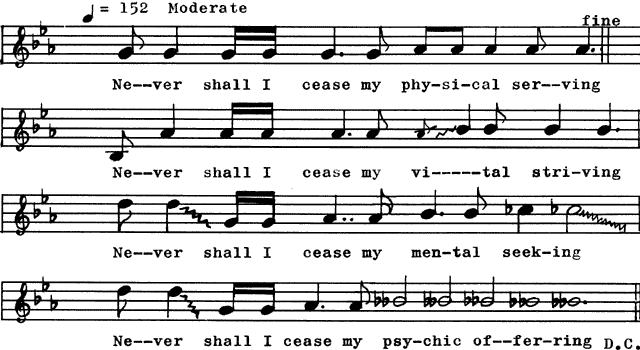 ♩ = 152 Moderate
fine
Ne--ver shall I cease my phy-si-cal ser--ving
Ne--ver shall I cease my vi-----tal striving
Ne--ver shall I cease my men-tal seek-ing
Ne--ver shall I cease my psy-chic of--fer-ring D.C.